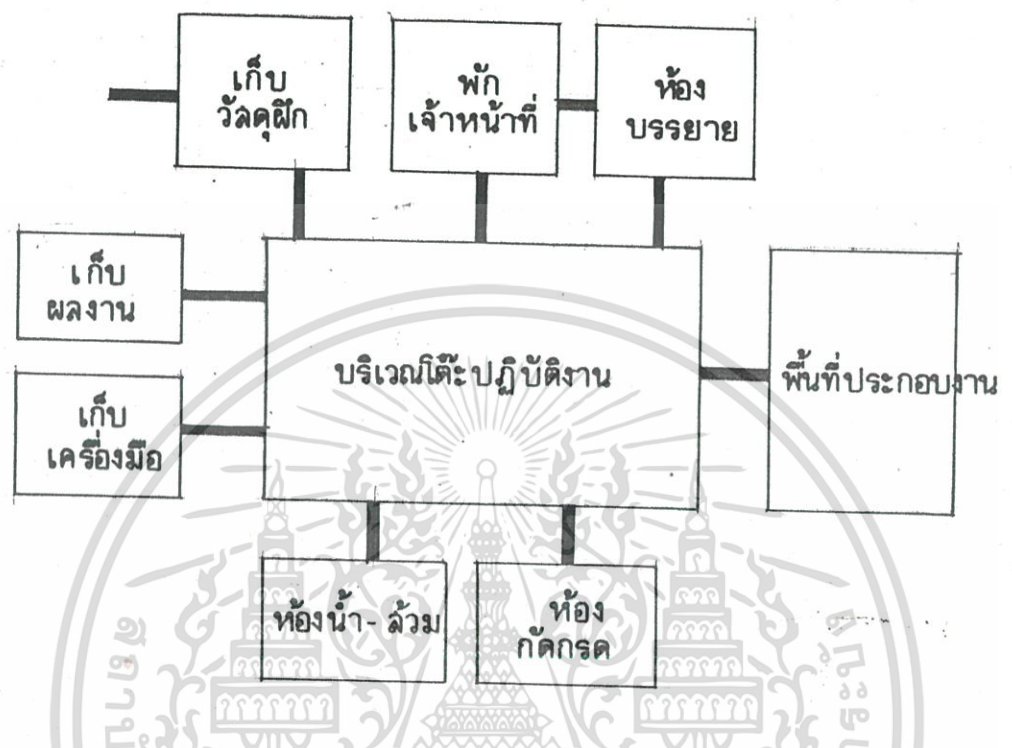 เก็บ
วัสดุฝึก
พัก
เจ้าหน้าที่
ห้อง
บรรยาย
เก็บ
ผลงาน
บริเวณโต๊ะปฏิบัติงาน
พื้นที่ประกอบงาน
เก็บ
เครื่องมือ
ห้องน้ำ - ส้วม
ห้อง
กัดกรด